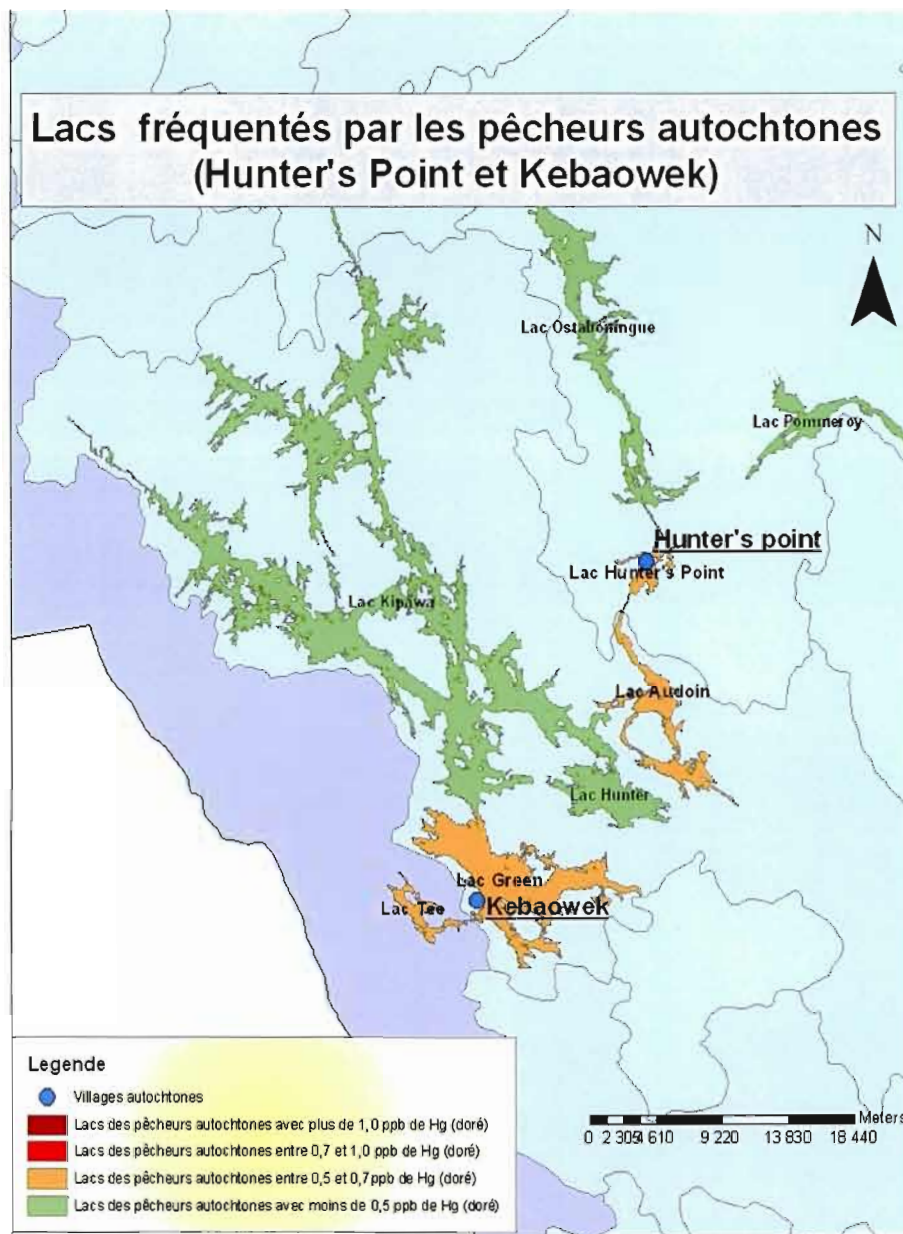 Lacs fréquentés par les pêcheurs autochtones
(Hunter's Point et Kebaowek)
N
Lac Ostaboningue
Lac Pommeroy
Hunter's point
Lac Hunter's Point
Lac Kipawa
Lac Audoin
Lac Hunter
Lac Green
Lac Tee
Kebaowek
Legende
Villages autochtones
Lacs des pêcheurs autochtones avec plus de 1,0 ppb de Hg (doré)
Lacs des pêcheurs autochtones entre 0,7 et 1,0 ppb de Hg (doré)
Lacs des pêcheurs autochtones entre 0,5 et 0,7 ppb de Hg (doré)
Lacs des pêcheurs autochtones avec moins de 0,5 ppb de Hg (doré)
Meters
0 2 305 4 610 9 220 13 830 18 440